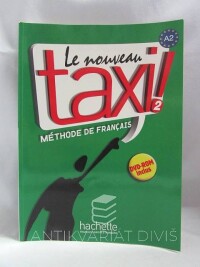 A2
Le nouveau
taxi!
2
MÉTHODE DE FRANÇAIS
DVD-ROM
inclus
hachette
ANTIKVARIÁT DIVIŠ